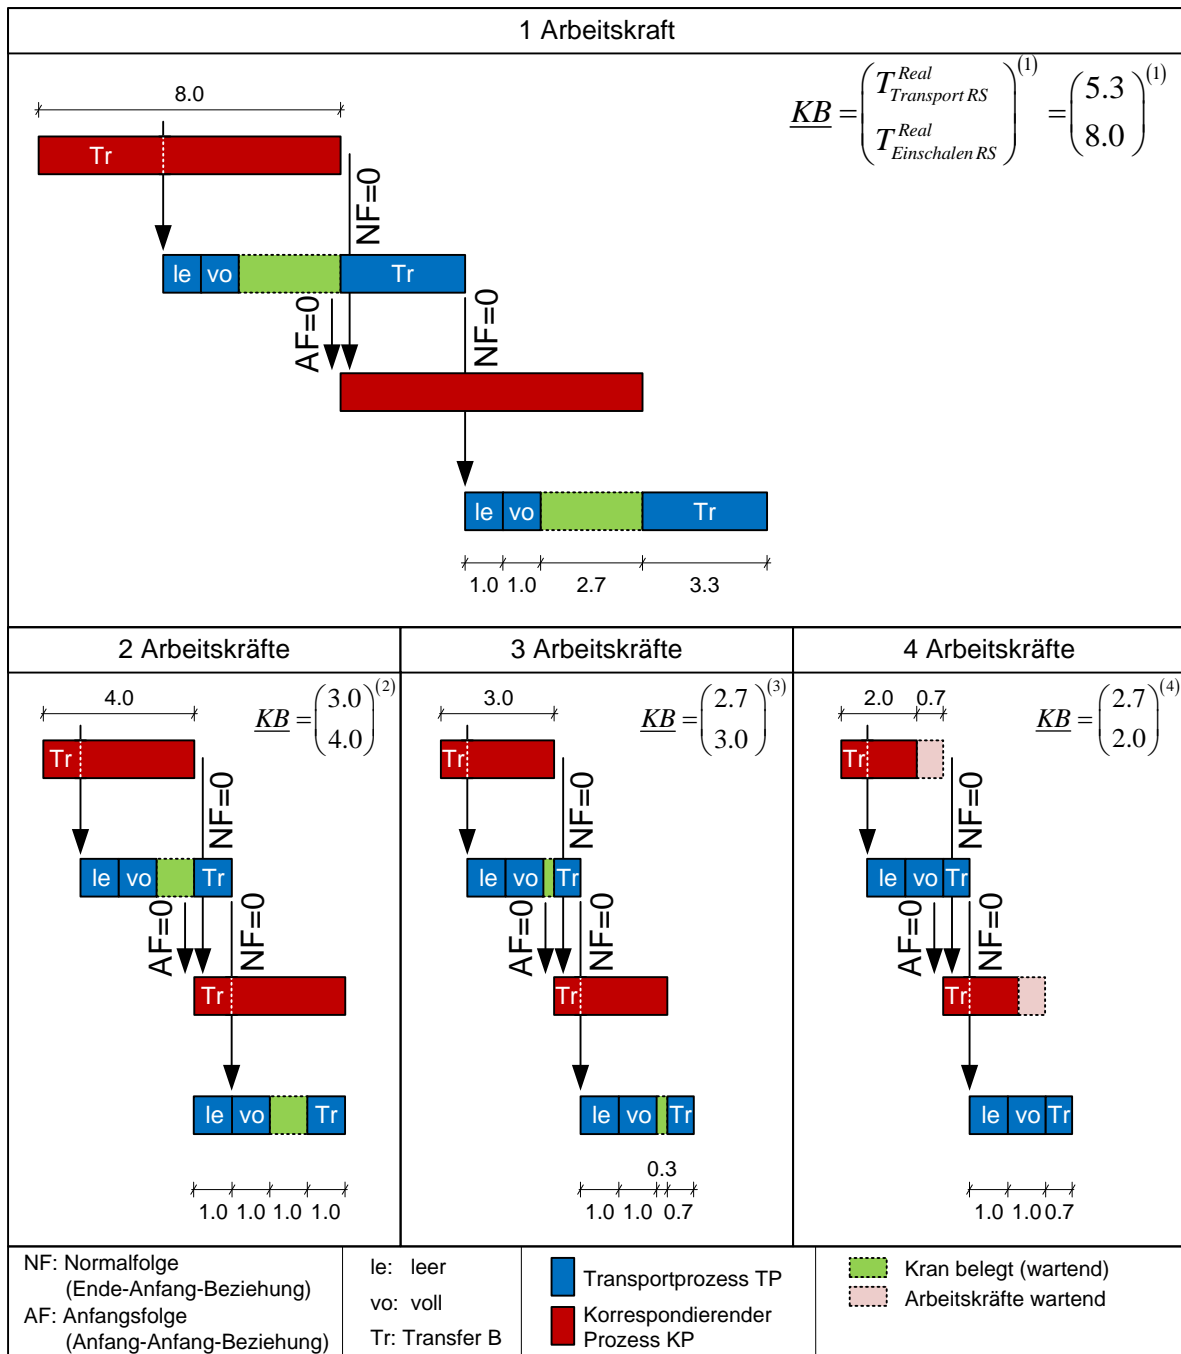 1 Arbeitskraft
8.0
KB = (T^Real_Transport RS T^Real_Einschalen RS)^(1) = (5.3 8.0)^(1)
Tr
NF=0
le vo Tr
AF=0
NF=0
le vo Tr
1.0 1.0 2.7 3.3
2 Arbeitskräfte
4.0
KB = (3.0 4.0)^(2)
Tr
NF=0
le vo Tr
AF=0
NF=0
Tr
le vo Tr
1.0 1.0 1.0 1.0
3 Arbeitskräfte
3.0
KB = (2.7 3.0)^(3)
Tr
NF=0
le vo Tr
AF=0
NF=0
Tr
le vo Tr
0.3
1.0 1.0 0.7
4 Arbeitskräfte
2.0 0.7
KB = (2.7 2.0)^(4)
Tr
NF=0
le vo Tr
AF=0
NF=0
Tr
le vo Tr
1.0 1.0 0.7
NF: Normalfolge
(Ende-Anfang-Beziehung)
AF: Anfangsfolge
(Anfang-Anfang-Beziehung)
le: leer
vo: voll
Tr: Transfer B
Transportprozess TP
Korrespondierender
Prozess KP
Kran belegt (wartend)
Arbeitskräfte wartend